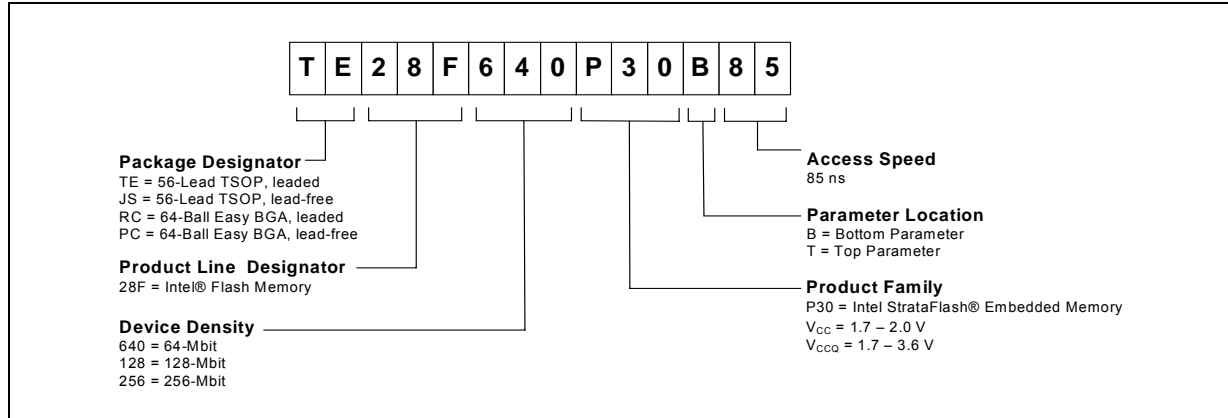 T E 2 8 F 6 4 0 P 3 0 B 8 5
Package Designator
TE = 56-Lead TSOP, leaded
JS = 56-Lead TSOP, lead-free
RC = 64-Ball Easy BGA, leaded
PC = 64-Ball Easy BGA, lead-free
Product Line Designator
28F = Intel® Flash Memory
Device Density
640 = 64-Mbit
128 = 128-Mbit
256 = 256-Mbit
Access Speed
85 ns
Parameter Location
B = Bottom Parameter
T = Top Parameter
Product Family
P30 = Intel StrataFlash® Embedded Memory
VCC = 1.7 – 2.0 V
VCCQ = 1.7 – 3.6 V